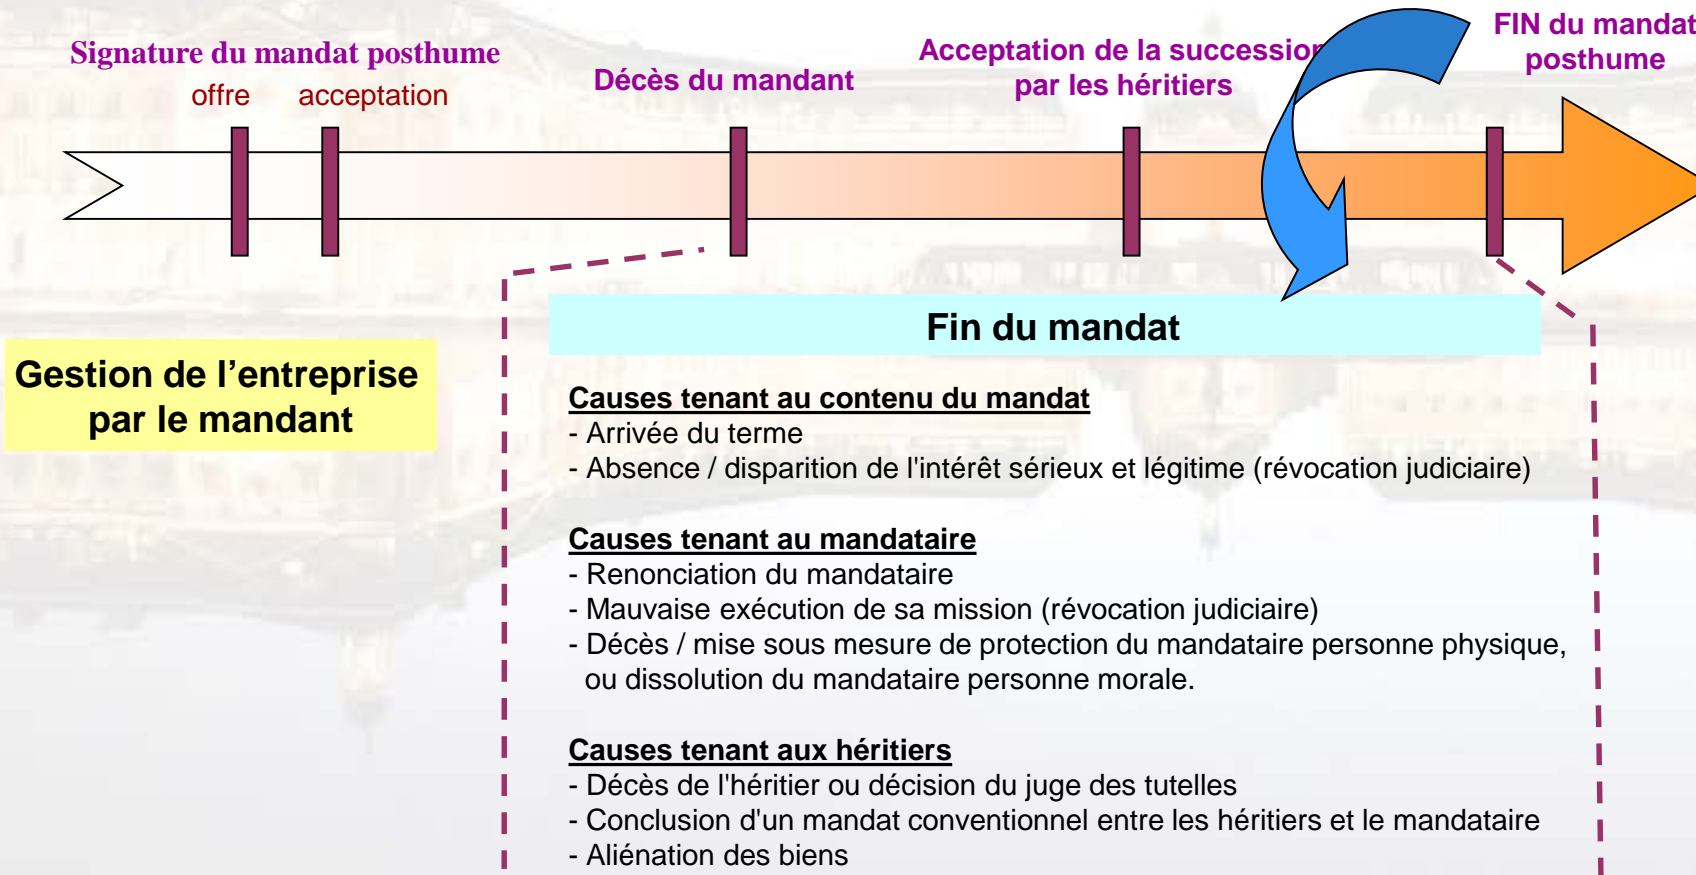 Signature du mandat posthume
offre acceptation
Décès du mandant
Acceptation de la succession
par les héritiers
FIN du mandat
posthume
Gestion de l’entreprise
par le mandant
Fin du mandat
Causes tenant au contenu du mandat
- Arrivée du terme
- Absence / disparition de l'intérêt sérieux et légitime (révocation judiciaire)
Causes tenant au mandataire
- Renonciation du mandataire
- Mauvaise exécution de sa mission (révocation judiciaire)
- Décès / mise sous mesure de protection du mandataire personne physique,
ou dissolution du mandataire personne morale.
Causes tenant aux héritiers
- Décès de l'héritier ou décision du juge des tutelles
- Conclusion d'un mandat conventionnel entre les héritiers et le mandataire
- Aliénation des biens